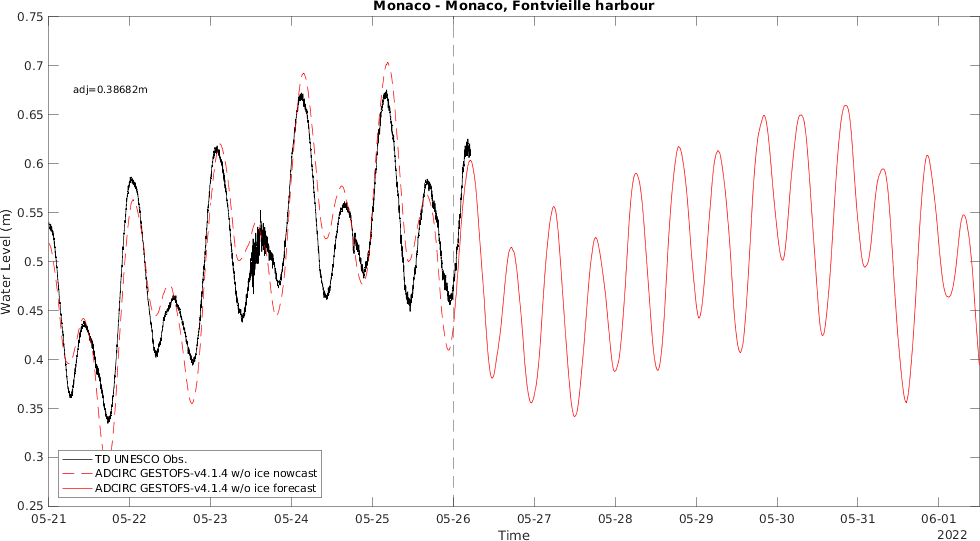 Monaco - Monaco, Fontvieille harbour
0.75
0.7
0.65
0.6
0.55
0.5
0.45
0.4
0.35
0.3
0.25
Water Level (m)
adj=0.38682m
TD UNESCO Obs.
ADCIRC GESTOFS-v4.1.4 w/o ice nowcast
ADCIRC GESTOFS-v4.1.4 w/o ice forecast
05-21 05-22 05-23 05-24 05-25 05-26 05-27 05-28 05-29 05-30 05-31 06-01
Time
2022